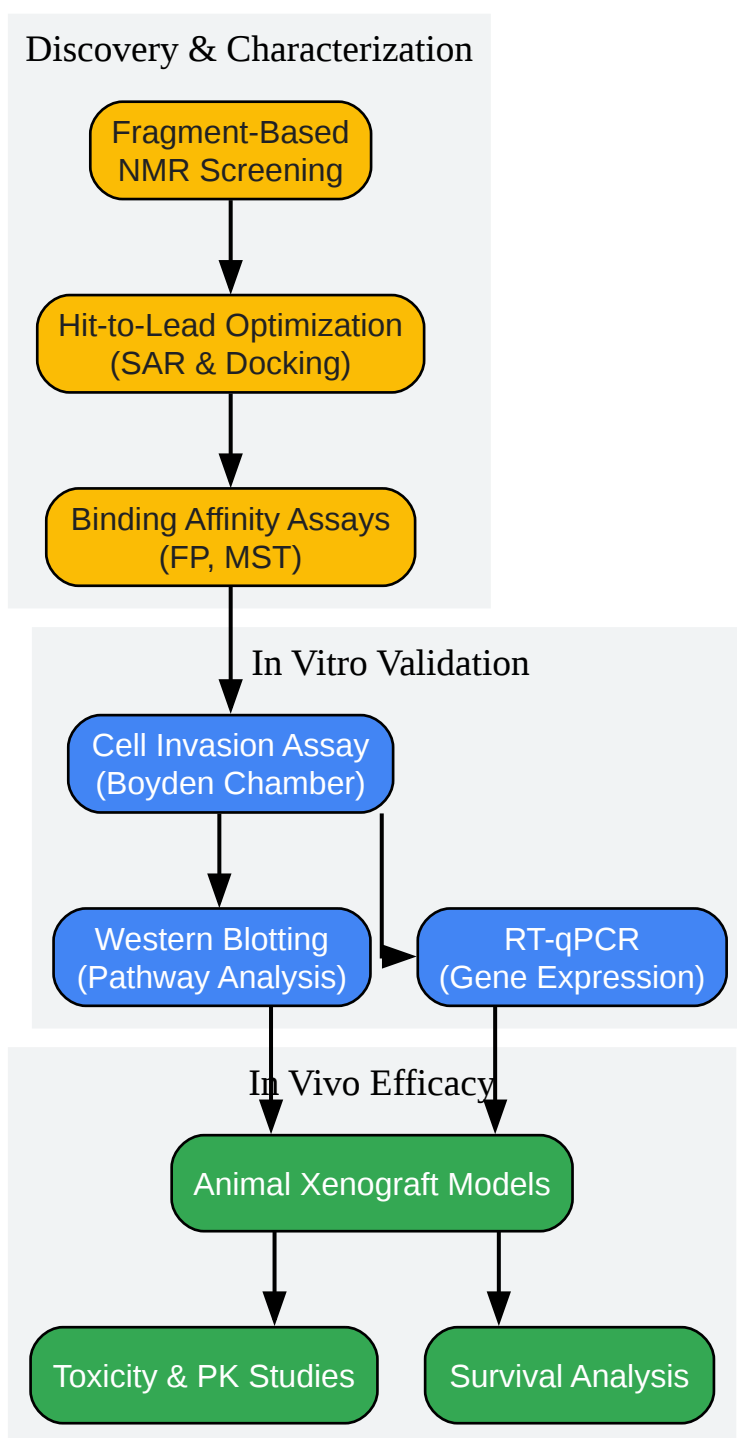 Discovery & Characterization
Fragment-Based
NMR Screening
Hit-to-Lead Optimization
(SAR & Docking)
Binding Affinity Assays
(FP, MST)
In Vitro Validation
Cell Invasion Assay
(Boyden Chamber)
Western Blotting
(Pathway Analysis)
RT-qPCR
(Gene Expression)
In Vivo Efficacy
Animal Xenograft Models
Toxicity & PK Studies
Survival Analysis